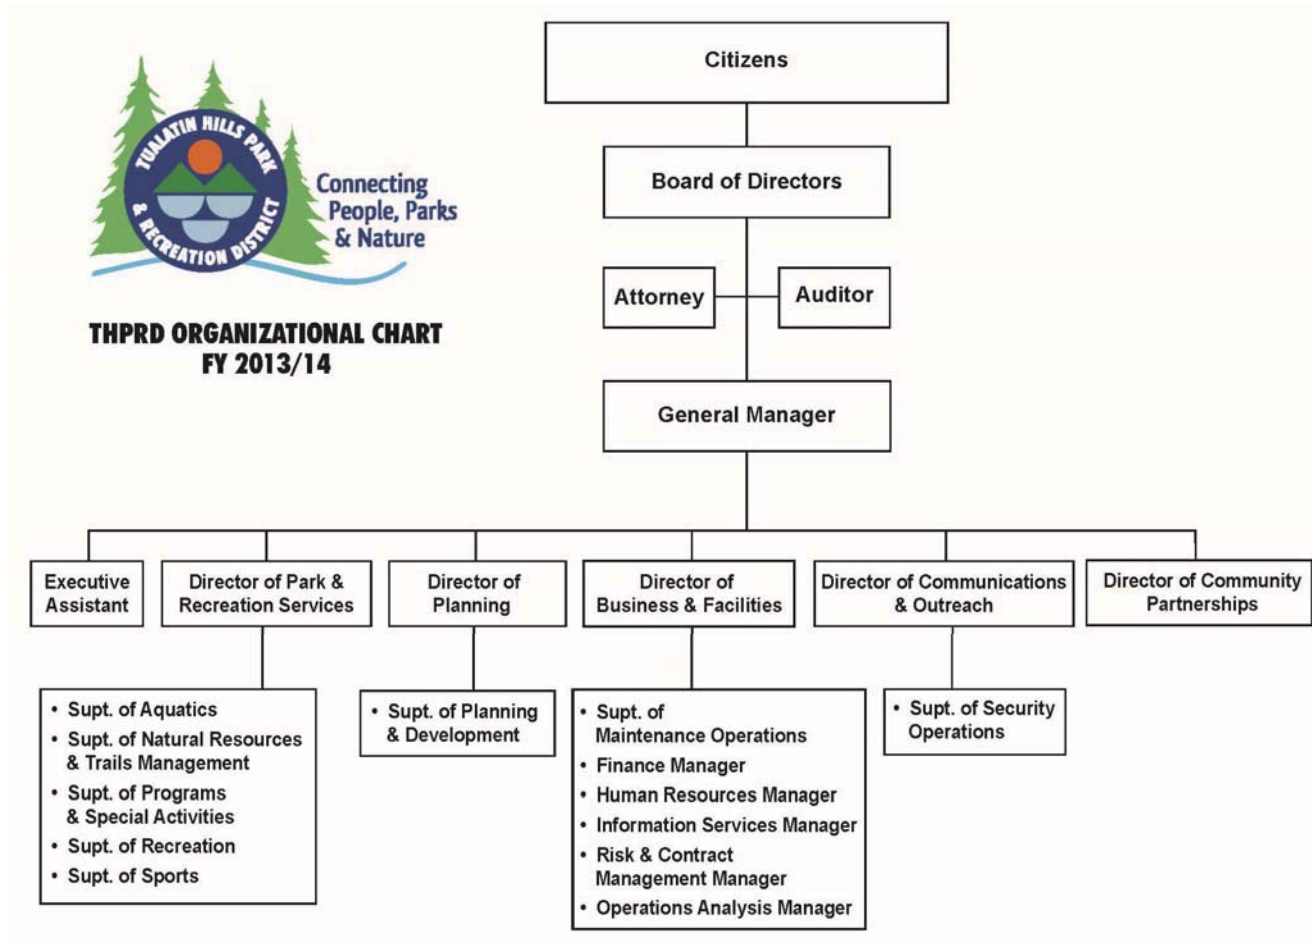 TUALATIN HILLS PARK
& RECREATION DISTRICT
Connecting
People, Parks
& Nature
THPRD ORGANIZATIONAL CHART
FY 2013/14
Citizens
Board of Directors
Attorney
Auditor
General Manager
Executive
Assistant
Director of Park &
Recreation Services
Director of
Planning
Director of
Business & Facilities
Director of Communications
& Outreach
Director of Community
Partnerships
• Supt. of Aquatics
• Supt. of Natural Resources
& Trails Management
• Supt. of Programs
& Special Activities
• Supt. of Recreation
• Supt. of Sports
• Supt. of Planning
& Development
• Supt. of
Maintenance Operations
• Finance Manager
• Human Resources Manager
• Information Services Manager
• Risk & Contract
Management Manager
• Operations Analysis Manager
• Supt. of Security
Operations